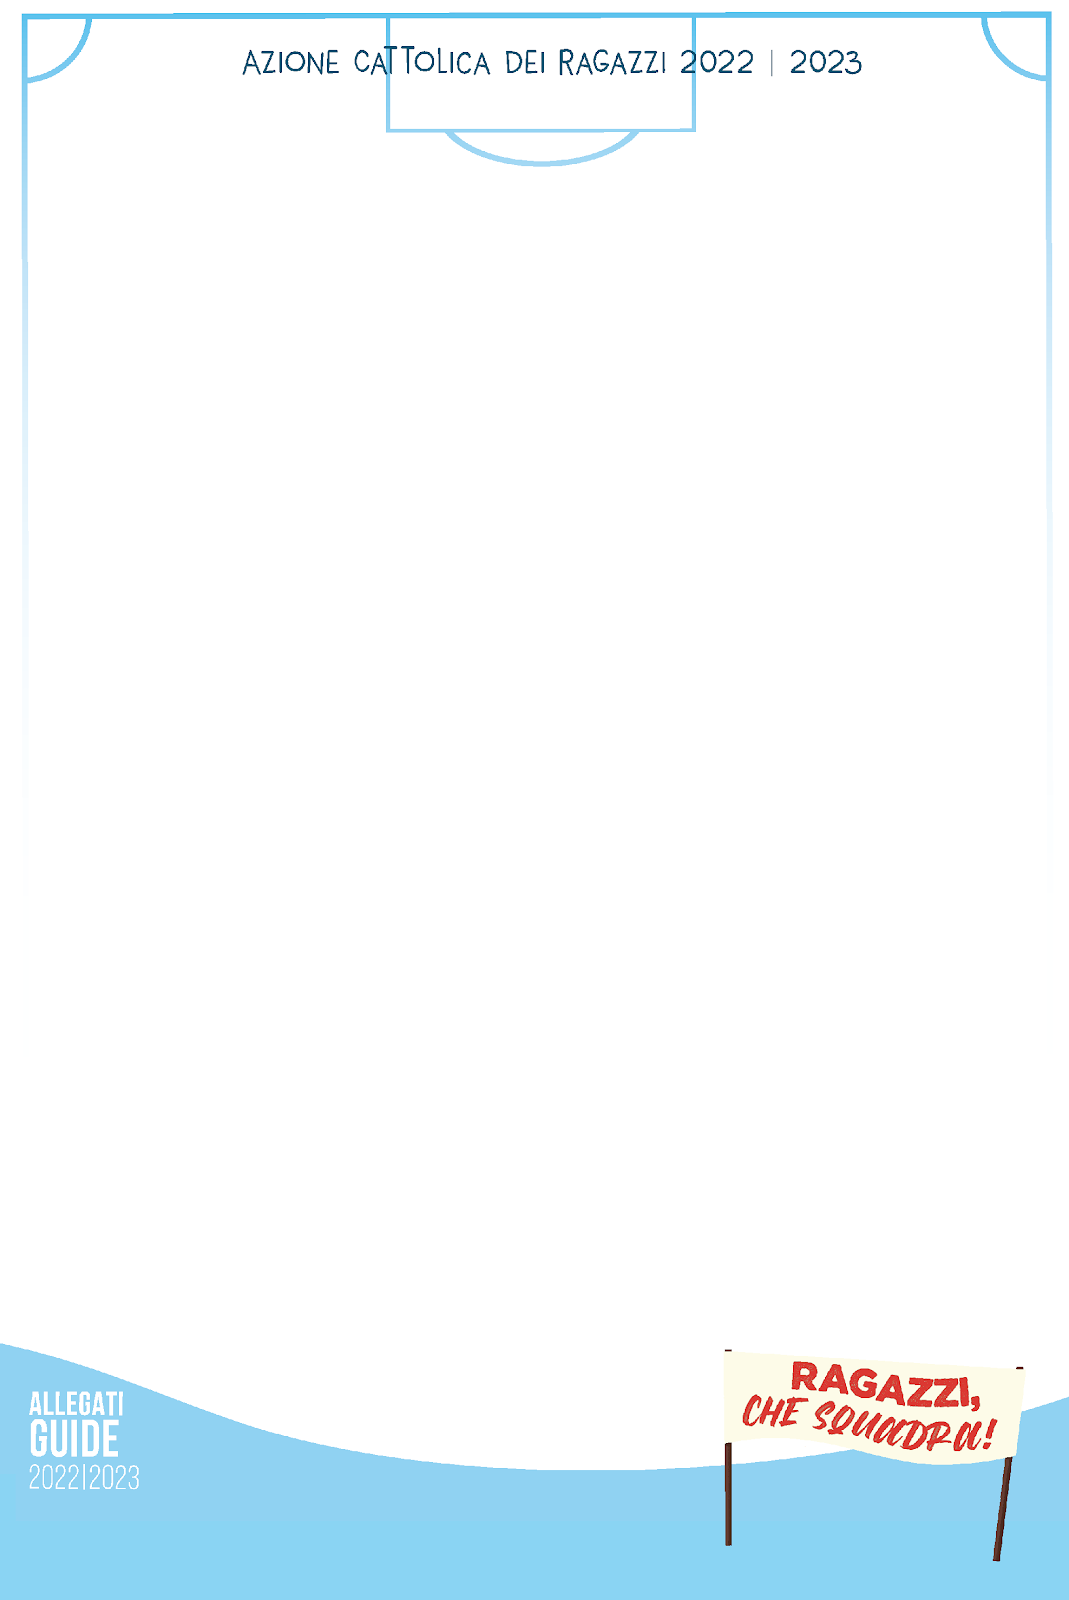 AZIONE CATTOLICA DEI RAGAZZI 2022 | 2023
RAGAZZI,
CHE SQUADRA!
ALLEGATI
GUIDE
2022|2023